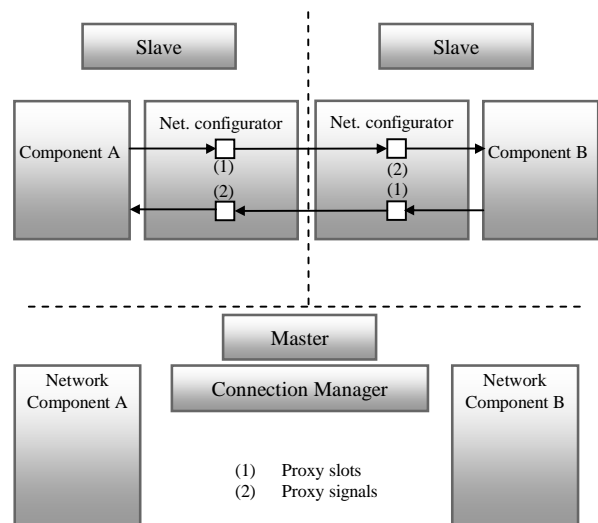 Slave
Slave
Component A
Net. configurator
Net. configurator
Component B
(1)
(2)
(2)
(1)
Master
Connection Manager
Network
Component A
Network
Component B
(1) Proxy slots
(2) Proxy signals